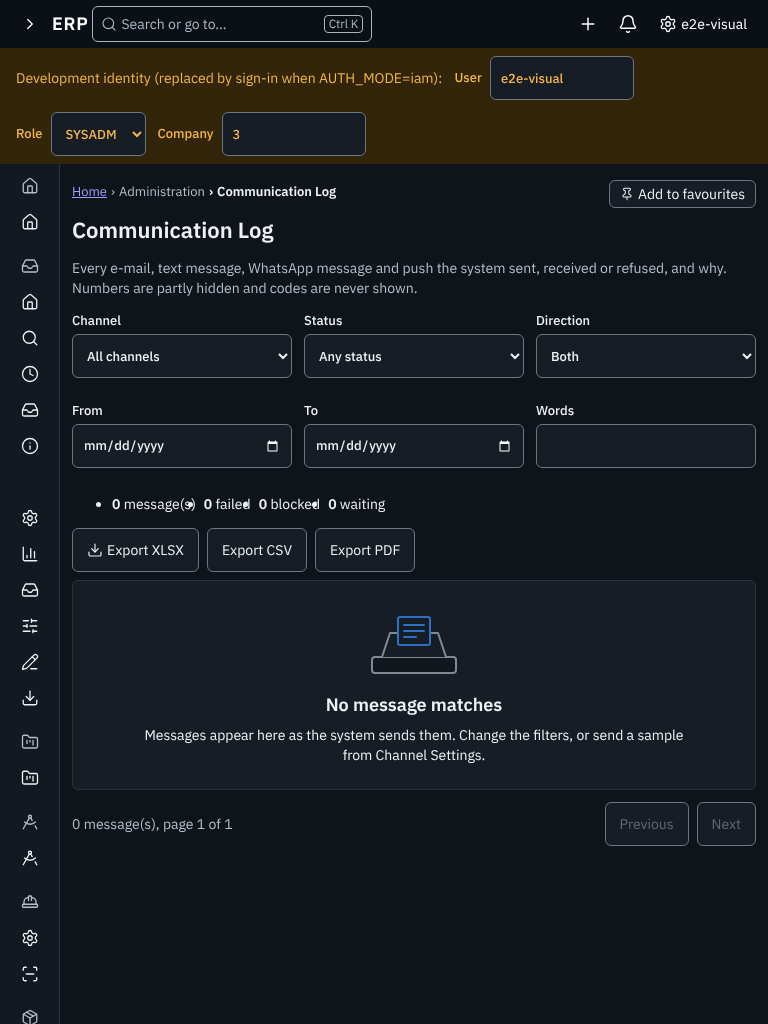 ERP Search or go to... Ctrl K e2e-visual
Development identity (replaced by sign-in when AUTH_MODE=iam): User e2e-visual
Role SYSADM Company 3
Home › Administration › Communication Log Add to favourites
Communication Log
Every e-mail, text message, WhatsApp message and push the system sent, received or refused, and why.
Numbers are partly hidden and codes are never shown.
Channel Status Direction
All channels Any status Both
From To Words
mm/dd/yyyy mm/dd/yyyy
• 0 message(s) • 0 failed • 0 blocked • 0 waiting
Export XLSX Export CSV Export PDF
No message matches
Messages appear here as the system sends them. Change the filters, or send a sample
from Channel Settings.
0 message(s), page 1 of 1 Previous Next